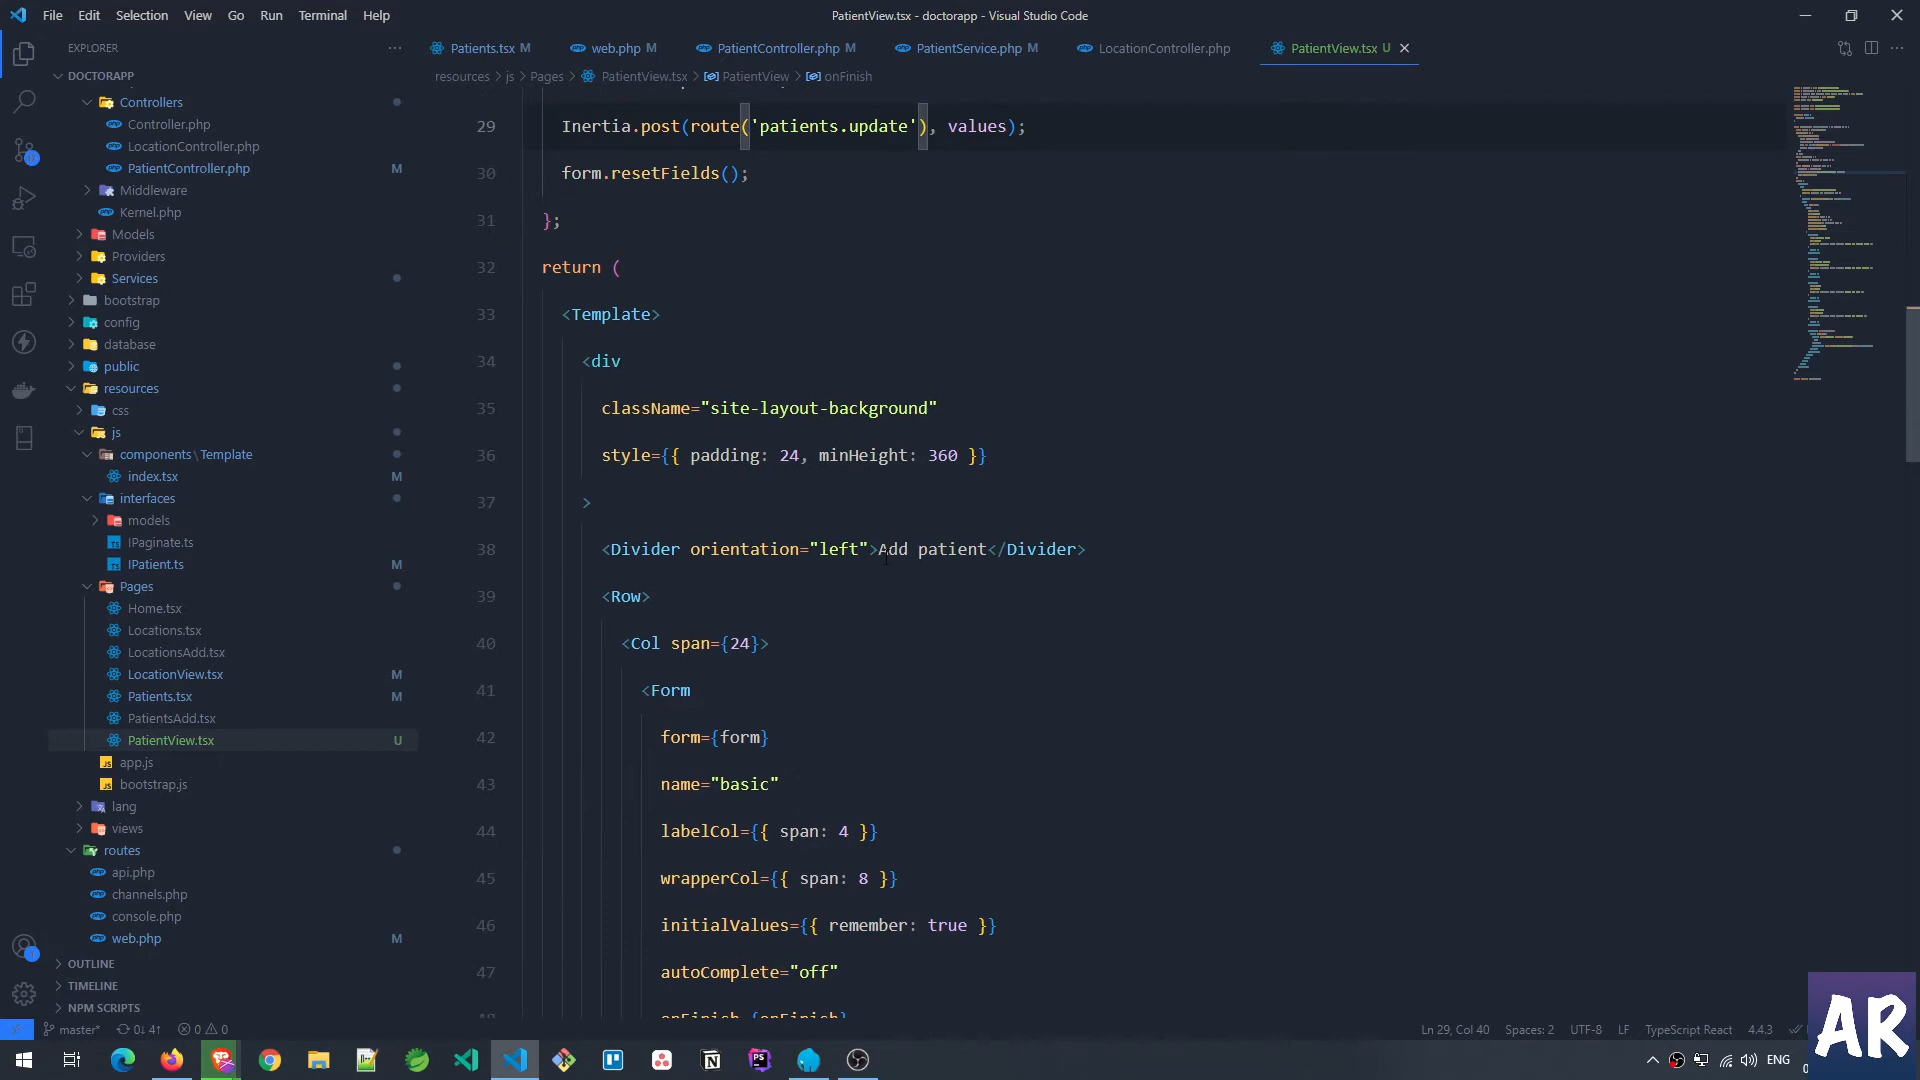 File Edit Selection View Go Run Terminal Help
PatientView.tsx - doctorapp - Visual Studio Code
EXPLORER
Patients.tsx M
web.php M
PatientController.php M
PatientService.php M
LocationController.php
PatientView.tsx U
DOCTORAPP
resources > js > Pages > PatientView.tsx > PatientView > onFinish
Controllers
Controller.php
LocationController.php
PatientController.php M
Middleware
Kernel.php
Models
Providers
Services
bootstrap
config
database
public
resources
css
js
components \ Template
index.tsx M
interfaces
models
IPaginate.ts
IPatient.ts M
Pages
Home.tsx
Locations.tsx
LocationsAdd.tsx
LocationView.tsx M
Patients.tsx M
PatientsAdd.tsx
PatientView.tsx U
app.js
bootstrap.js
lang
views
routes
api.php
channels.php
console.php
web.php M
OUTLINE
TIMELINE
NPM SCRIPTS
29 Inertia.post(route('patients.update'), values);
30 form.resetFields();
31 };
32 return (
33 <Template>
34 <div
35 className="site-layout-background"
36 style={{ padding: 24, minHeight: 360 }}
37 >
38 <Divider orientation="left">Add patient</Divider>
39 <Row>
40 <Col span={24}>
41 <Form
42 form={form}
43 name="basic"
44 labelCol={{ span: 4 }}
45 wrapperCol={{ span: 8 }}
46 initialValues={{ remember: true }}
47 autoComplete="off"
48 onFinish={onFinish}
master* 0↓ 4↑ 0 0
Ln 29, Col 40 Spaces: 2 UTF-8 LF TypeScript React 4.4.3
ENG
AR